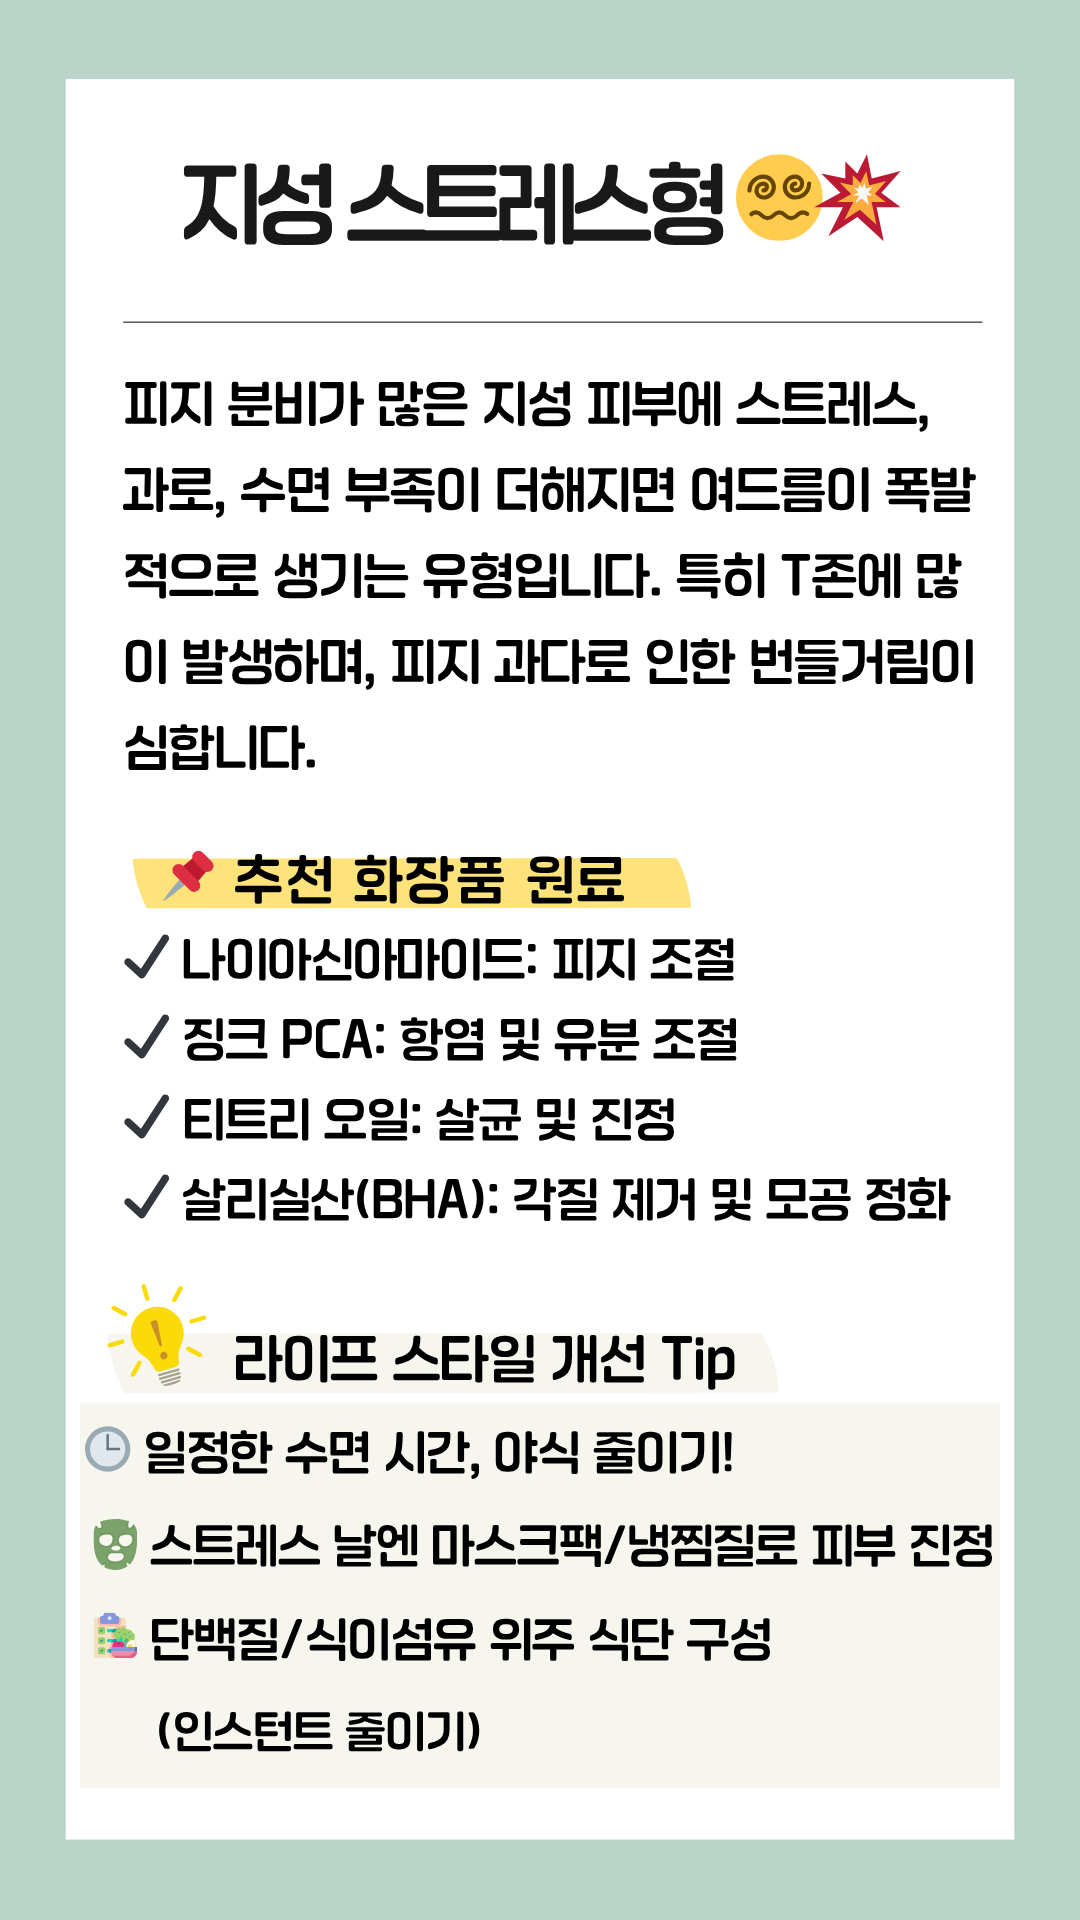 지성 스트레스형
피지 분비가 많은 지성 피부에 스트레스,
과로, 수면 부족이 더해지면 여드름이 폭발
적으로 생기는 유형입니다. 특히 T존에 많
이 발생하며, 피지 과다로 인한 번들거림이
심합니다.
추천 화장품 원료
나이아신아마이드: 피지 조절
징크 PCA: 항염 및 유분 조절
티트리 오일: 살균 및 진정
살리실산(BHA): 각질 제거 및 모공 정화
라이프 스타일 개선 Tip
일정한 수면 시간, 야식 줄이기!
스트레스 날엔 마스크팩/냉찜질로 피부 진정
단백질/식이섬유 위주 식단 구성
(인스턴트 줄이기)